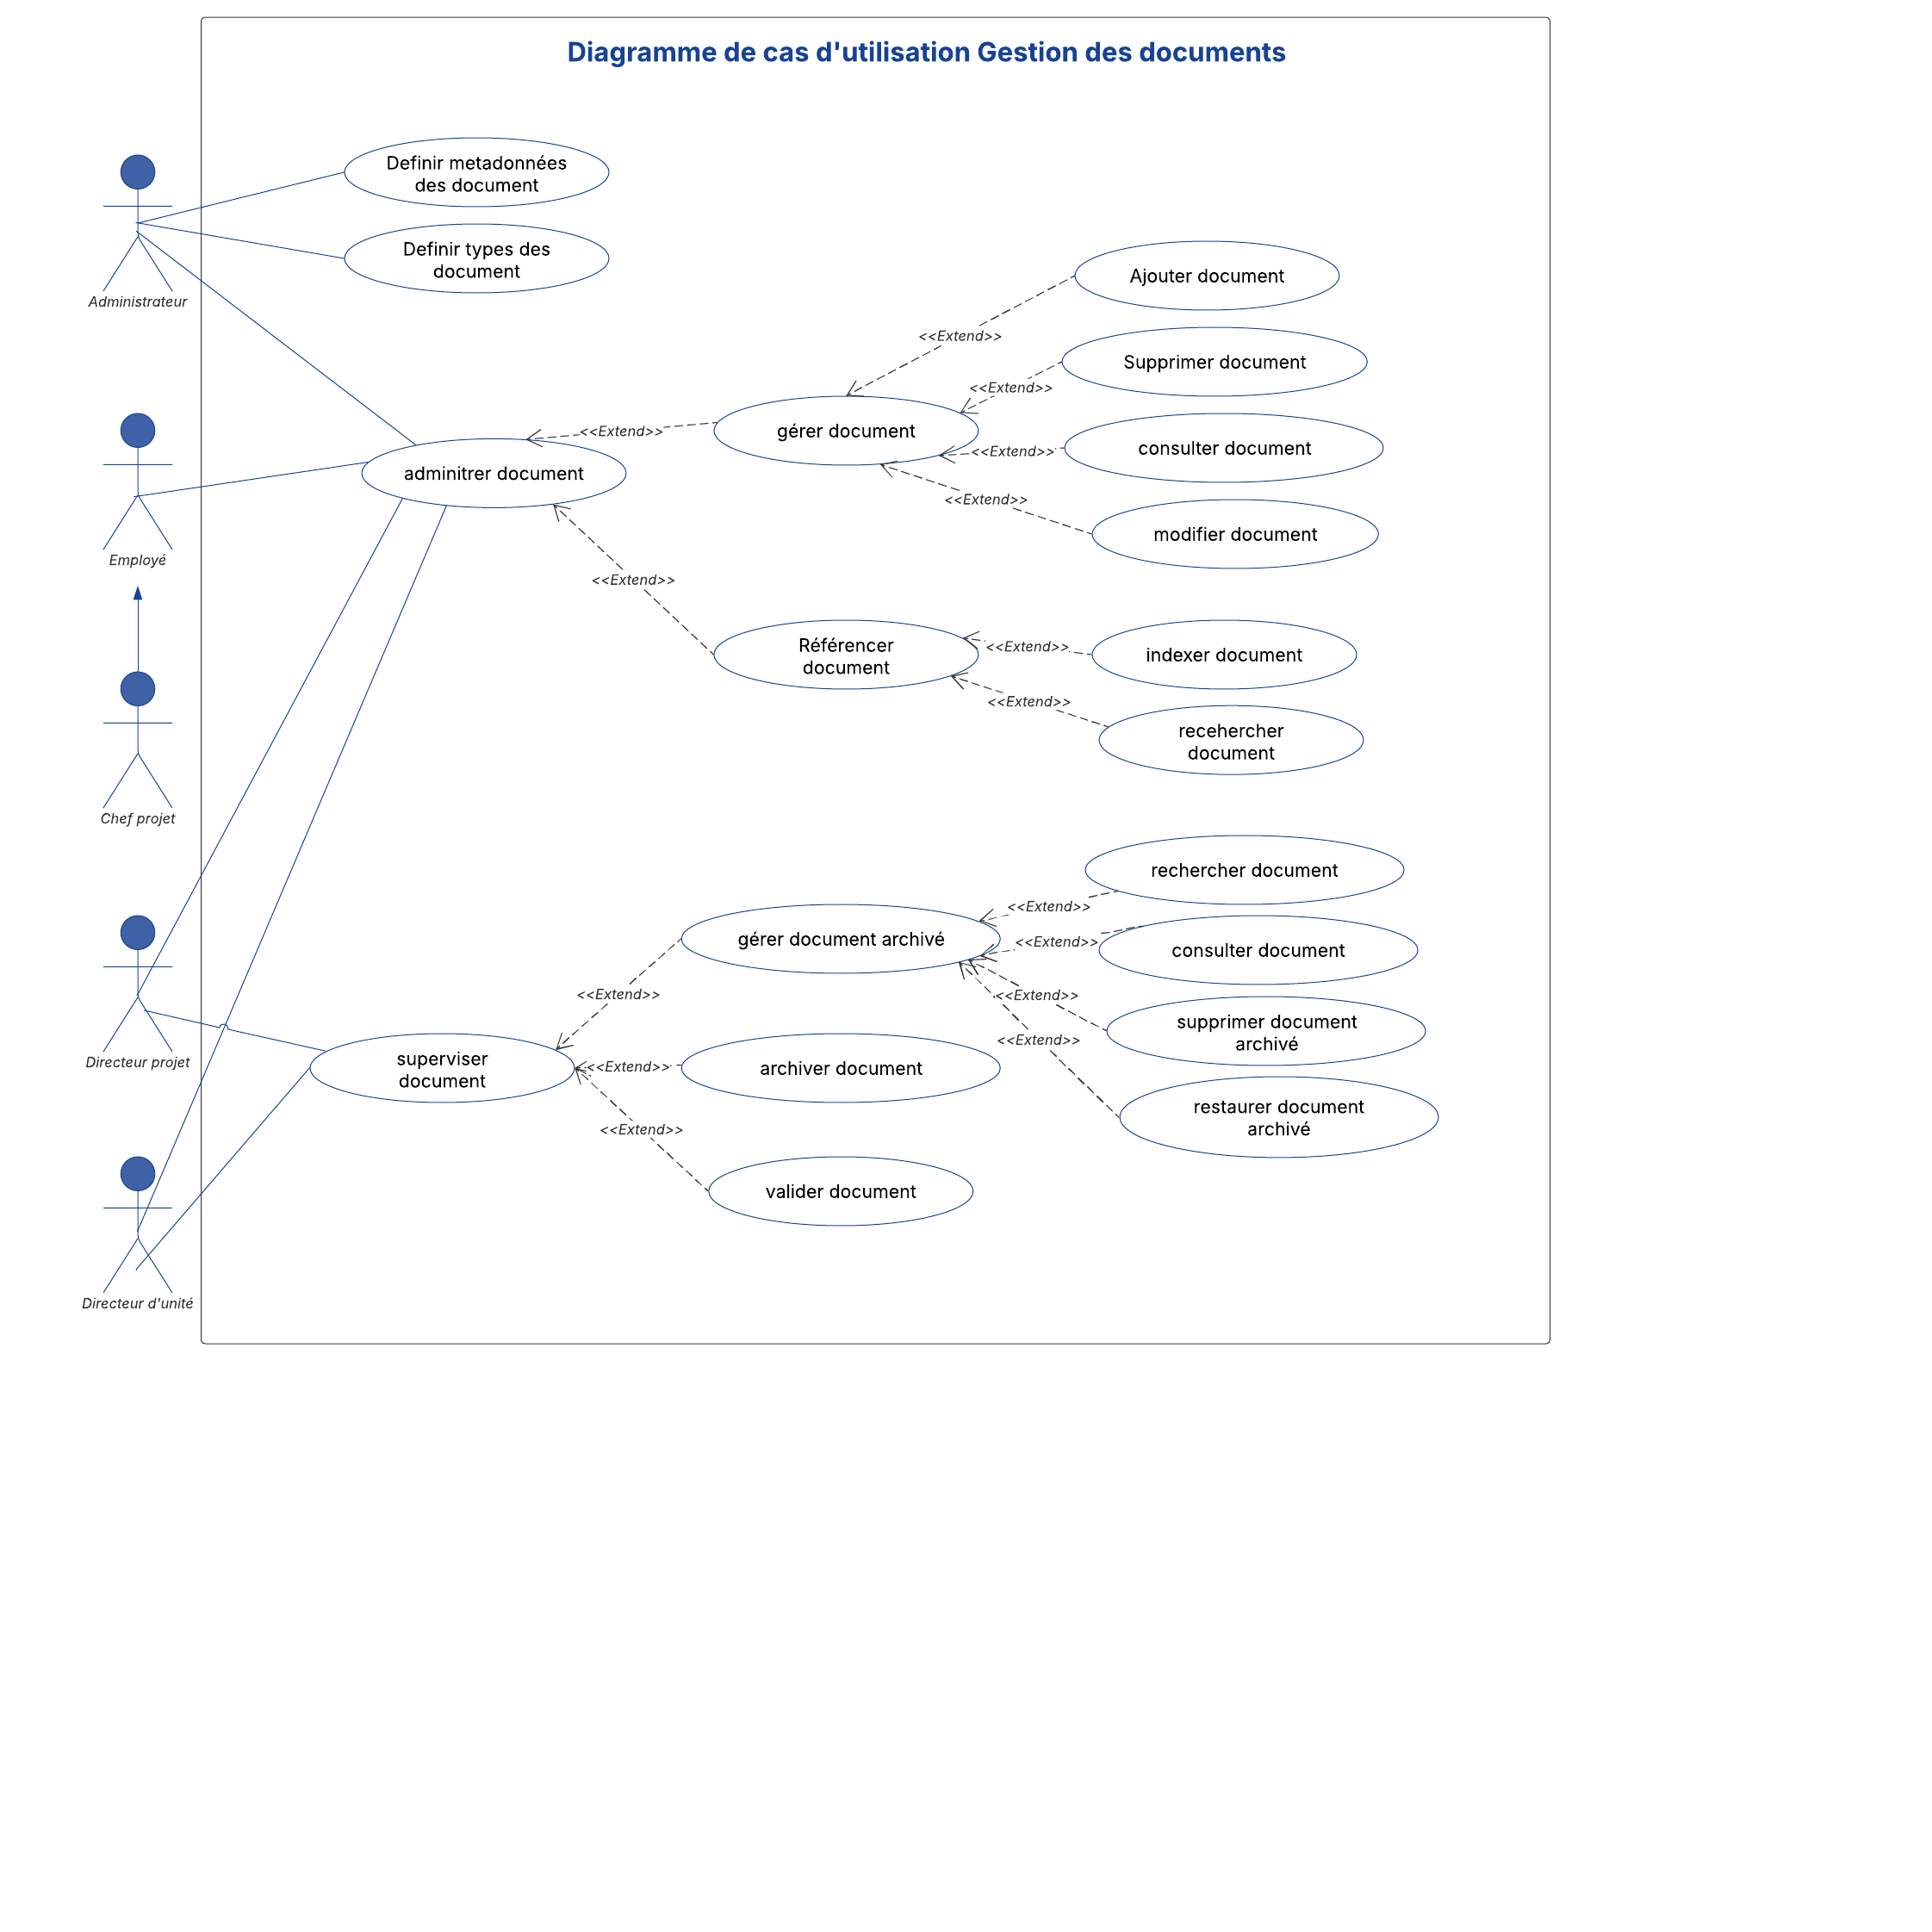 Diagramme de cas d'utilisation Gestion des documents
Definir metadonnées
des document
Definir types des
document
Administrateur
Ajouter document
<<Extend>>
Supprimer document
<<Extend>>
gérer document
<<Extend>>
consulter document
<<Extend>>
<<Extend>>
modifier document
adminitrer document
Employé
<<Extend>>
Référencer
document
<<Extend>>
indexer document
<<Extend>>
recehercher
document
Chef projet
rechercher document
<<Extend>>
gérer document archivé
<<Extend>>
consulter document
<<Extend>>
<<Extend>>
supprimer document
archivé
<<Extend>>
Directeur projet
superviser
document
<<Extend>>
archiver document
restaurer document
archivé
<<Extend>>
valider document
Directeur d'unité